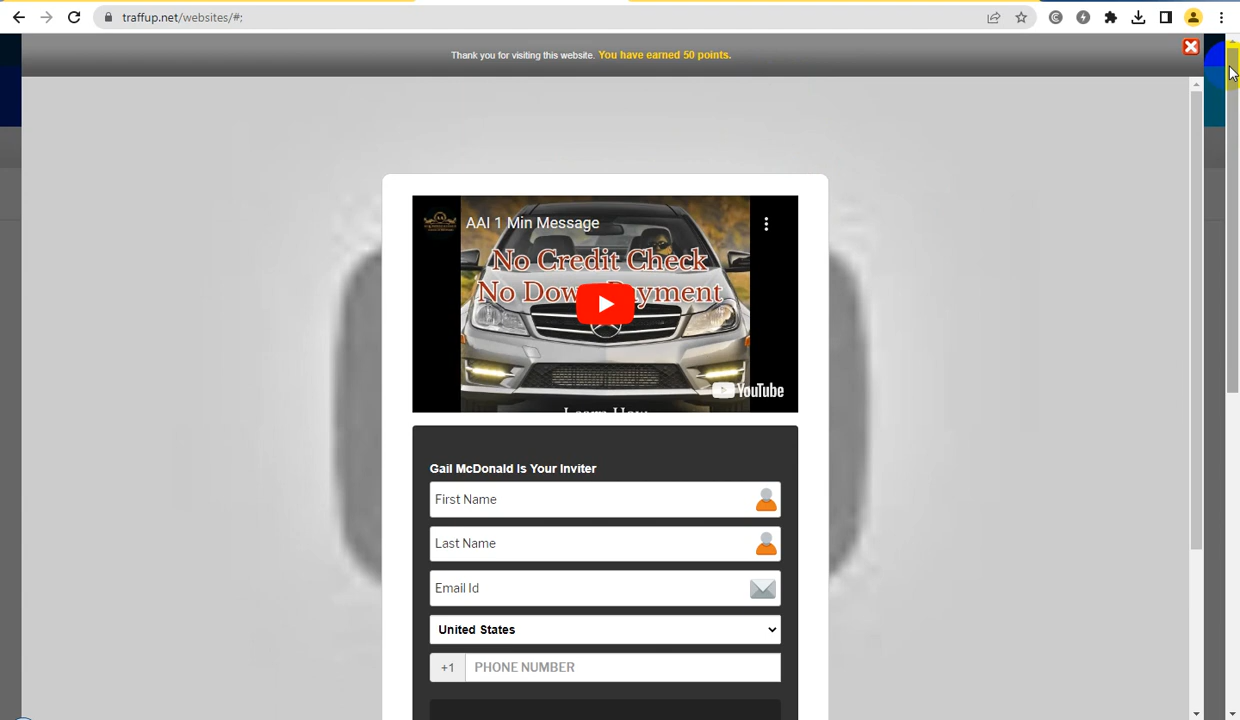 traffup.net/websites/#;
Thank you for visiting this website. You have earned 50 points.
AAI 1 Min Message
No Credit Check
No Down Payment
YouTube
Learn How
Gail McDonald Is Your Inviter
First Name
Last Name
Email Id
United States
+1 PHONE NUMBER